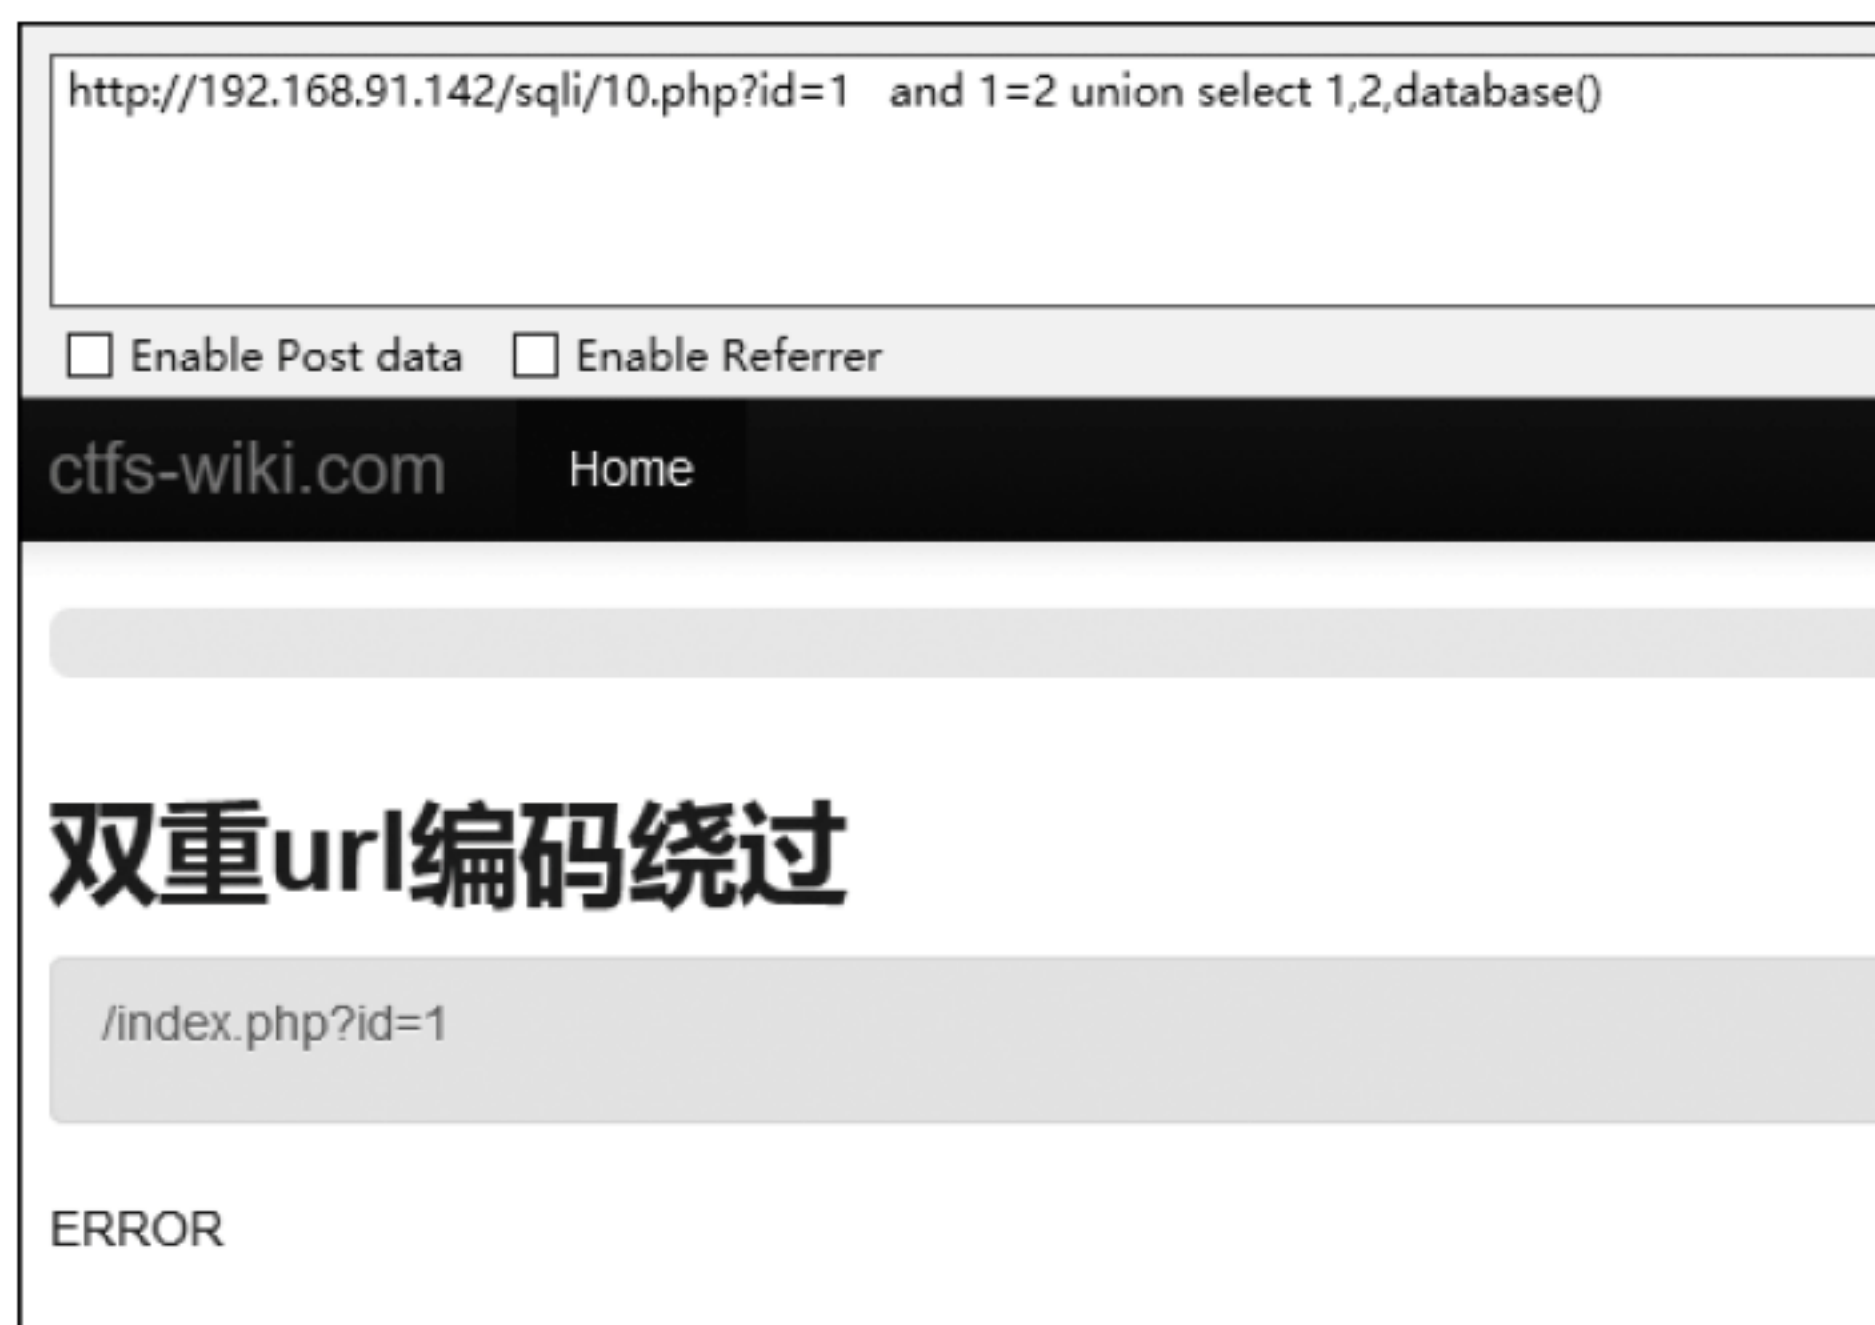 http://192.168.91.142/sqli/10.php?id=1   and 1=2 union select 1,2,database()
Enable Post data   Enable Referrer
ctfs-wiki.com   Home
双重url编码绕过
/index.php?id=1
ERROR